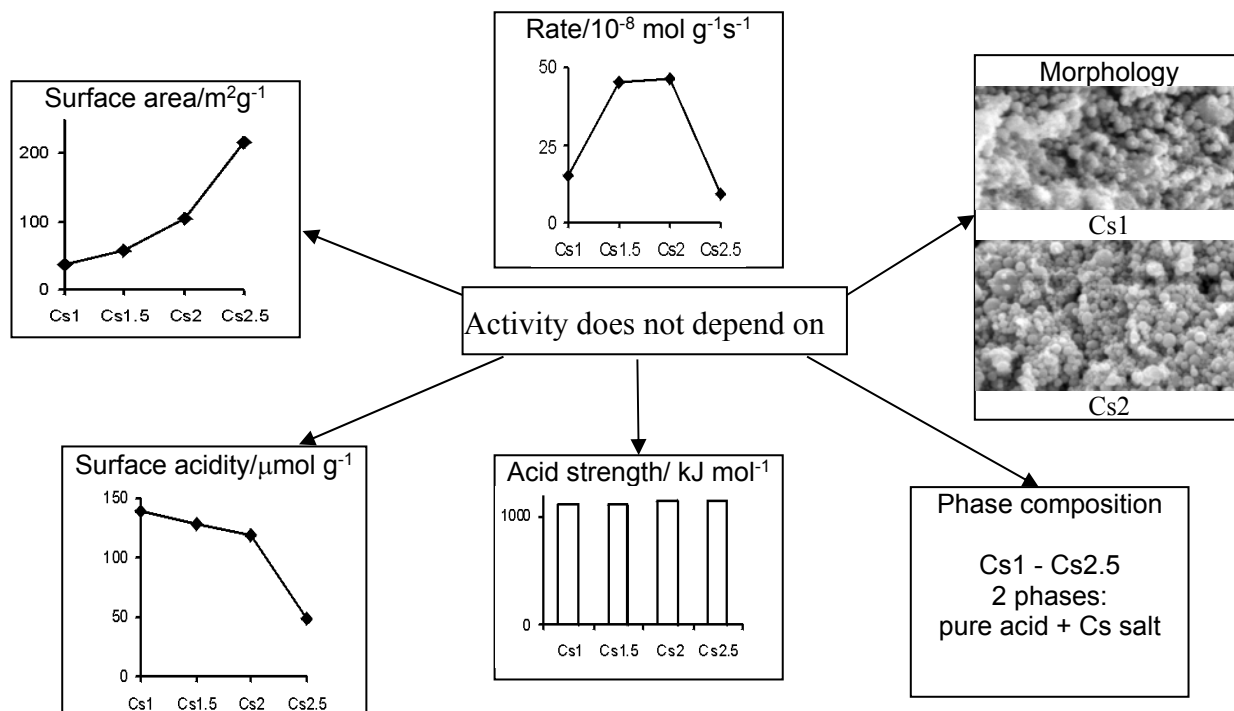 Rate/10⁻⁸ mol g⁻¹s⁻¹
50
25
0
Cs1 Cs1.5 Cs2 Cs2.5
Surface area/m²g⁻¹
200
100
0
Cs1 Cs1.5 Cs2 Cs2.5
Morphology
Cs1
Cs2
Activity does not depend on
Surface acidity/μmol g⁻¹
150
100
50
0
Cs1 Cs1.5 Cs2 Cs2.5
Acid strength/ kJ mol⁻¹
1000
0
Cs1 Cs1.5 Cs2 Cs2.5
Phase composition
Cs1 - Cs2.5
2 phases:
pure acid + Cs salt